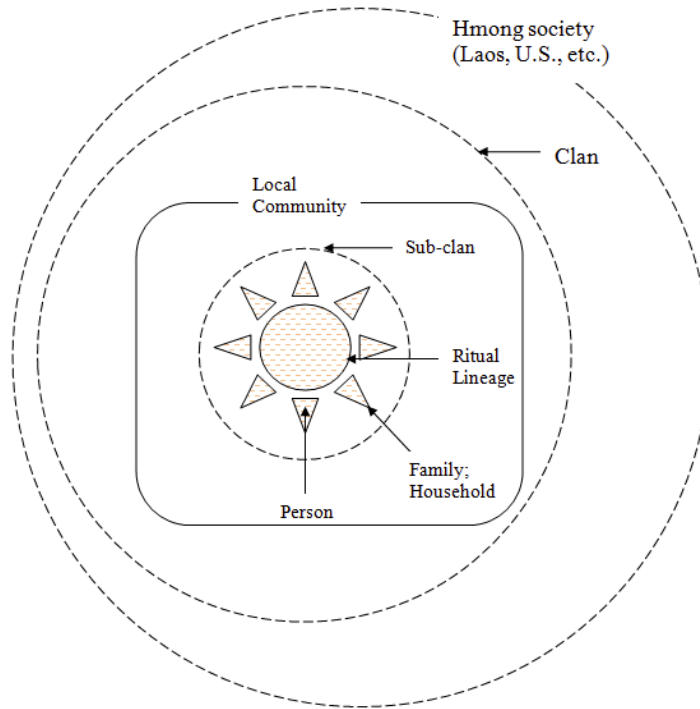 Hmong society
(Laos, U.S., etc.)
Clan
Local
Community
Sub-clan
Ritual
Lineage
Family;
Household
Person